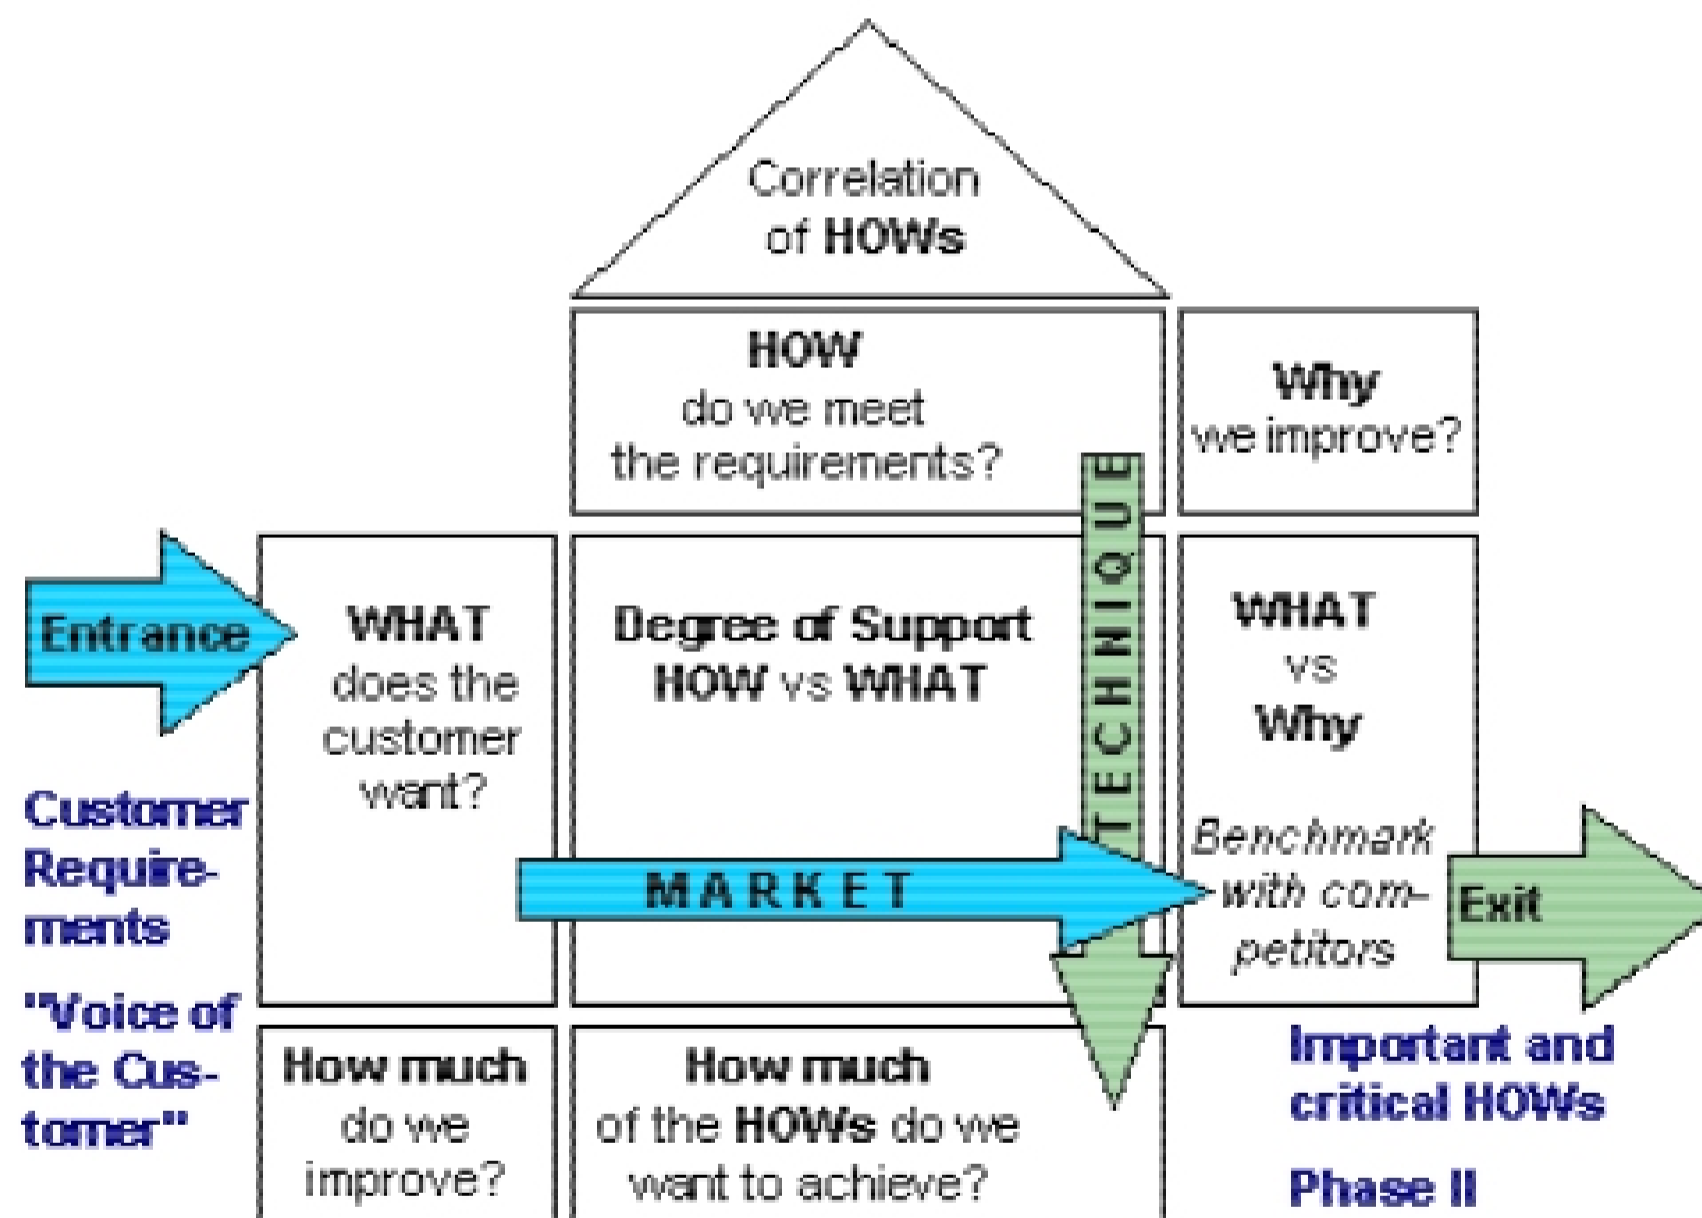 Correlation
of HOWs
HOW
do we meet
the requirements?
Why
we improve?
Entrance
WHAT
does the
customer
want?
Degree of Support
HOW vs WHAT
TECHNIQUE
WHAT
vs
Why
Benchmark
with com-
petitors
MARKET
Exit
Customer
Require-
ments
"Voice of
the Cus-
tomer"
How much
do we
improve?
How much
of the HOWs do we
want to achieve?
Important and
critical HOWs
Phase II